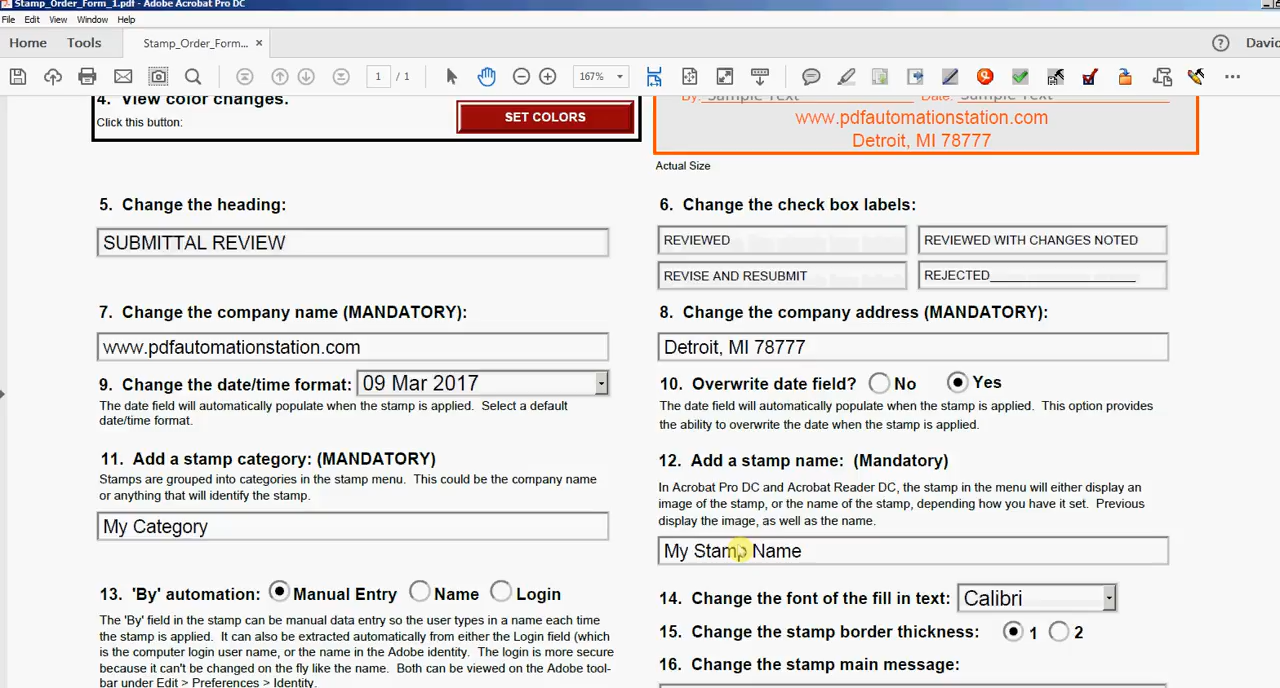 Stamp_Order_Form_1.pdf - Adobe Acrobat Pro DC
File Edit View Window Help
Home Tools Stamp_Order_Form... × Davic
1 / 1 167%
4. View color changes.
Click this button:
SET COLORS
By: Sample Text Date: Sample Text
www.pdfautomationstation.com
Detroit, MI 78777
Actual Size
5. Change the heading:
SUBMITTAL REVIEW
6. Change the check box labels:
REVIEWED
REVIEWED WITH CHANGES NOTED
REVISE AND RESUBMIT
REJECTED____________________
7. Change the company name (MANDATORY):
www.pdfautomationstation.com
8. Change the company address (MANDATORY):
Detroit, MI 78777
9. Change the date/time format: 09 Mar 2017
The date field will automatically populate when the stamp is applied. Select a default
date/time format.
10. Overwrite date field? No Yes
The date field will automatically populate when the stamp is applied. This option provides
the ability to overwrite the date when the stamp is applied.
11. Add a stamp category: (MANDATORY)
Stamps are grouped into categories in the stamp menu. This could be the company name
or anything that will identify the stamp.
My Category
12. Add a stamp name: (Mandatory)
In Acrobat Pro DC and Acrobat Reader DC, the stamp in the menu will either display an
image of the stamp, or the name of the stamp, depending how you have it set. Previous
display the image, as well as the name.
My Stamp Name
13. 'By' automation: Manual Entry Name Login
The 'By' field in the stamp can be manual data entry so the user types in a name each time
the stamp is applied. It can also be extracted automatically from either the Login field (which
is the computer login user name, or the name in the Adobe identity. The login is more secure
because it can't be changed on the fly like the name. Both can be viewed on the Adobe tool-
bar under Edit > Preferences > Identity.
14. Change the font of the fill in text: Calibri
15. Change the stamp border thickness: 1 2
16. Change the stamp main message: